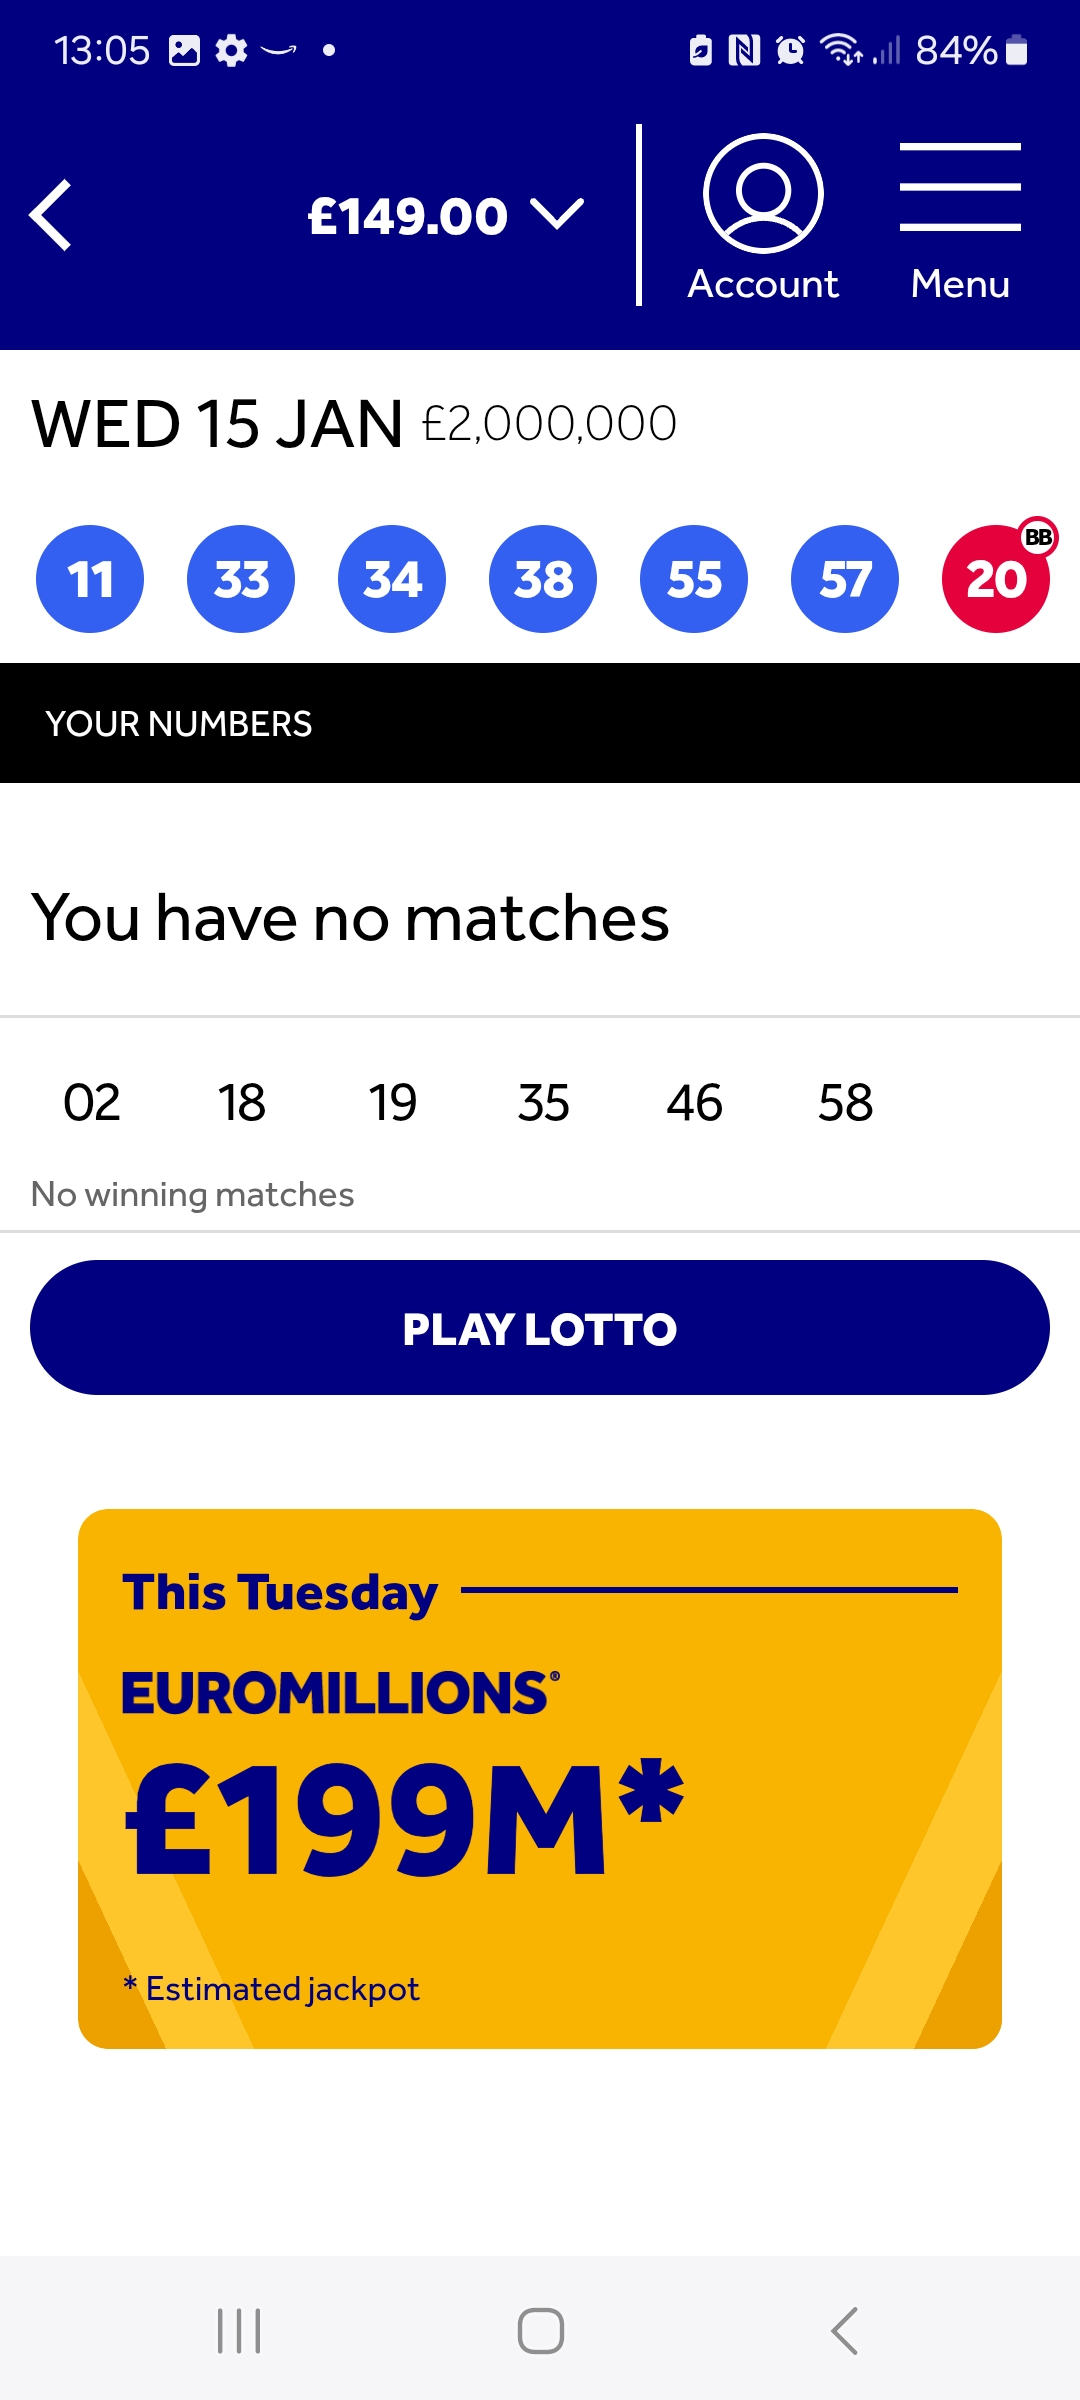 13:05 84%
£149.00
Account Menu
WED 15 JAN £2,000,000
BB
11 33 34 38 55 57 20
YOUR NUMBERS
You have no matches
02 18 19 35 46 58
No winning matches
PLAY LOTTO
This Tuesday
EUROMILLIONS®
£199M*
* Estimated jackpot